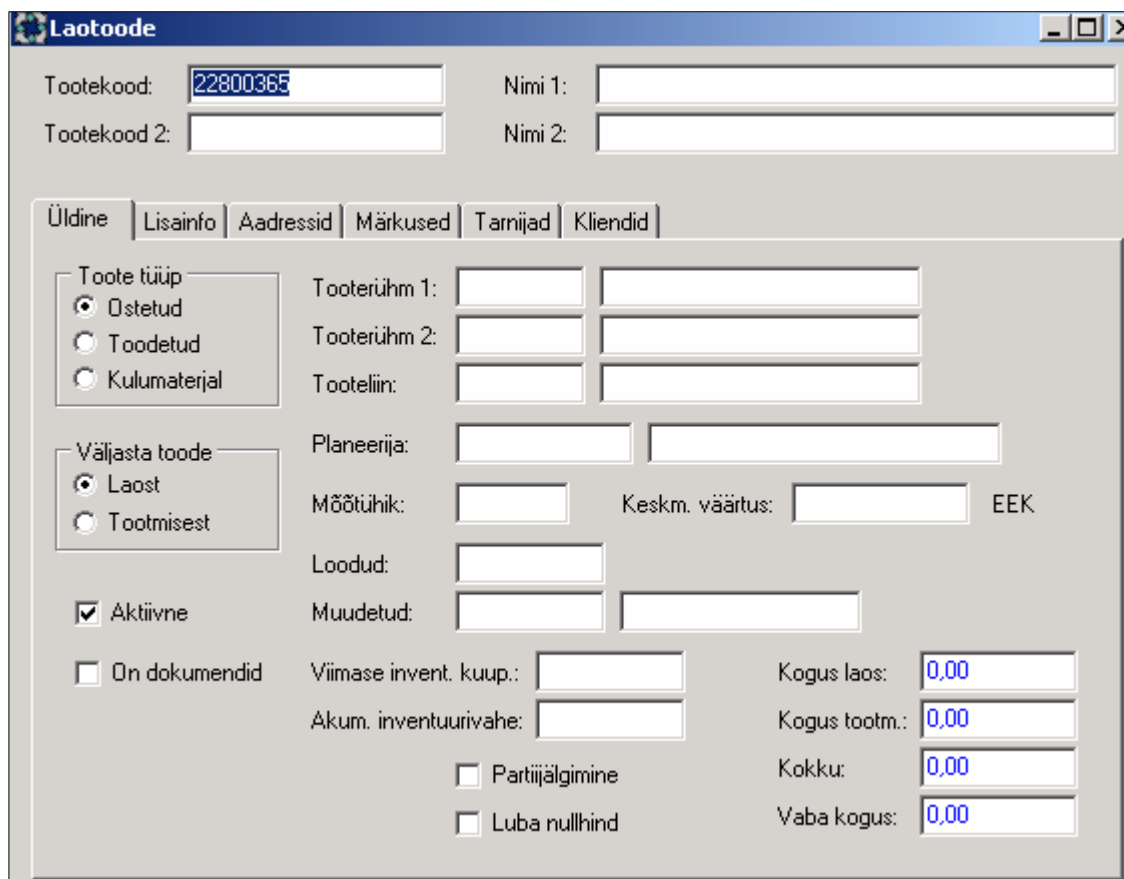 Laotoode
Tootekood: 22800365 Nimi 1:
Tootekood 2: Nimi 2:
Üldine Lisainfo Aadressid Märkused Tarnijad Kliendid
Toote tüüp
Ostetud
Toodetud
Kulumaterjal
Väljasta toode
Laost
Tootmisest
Aktiivne
On dokumendid
Tooterühm 1:
Tooterühm 2:
Tooteliin:
Planeerija:
Mõõtühik: Keskm. väärtus: EEK
Loodud:
Muudetud:
Viimase invent. kuup.:
Akum. inventuurivahe:
Partiijälgimine
Luba nullhind
Kogus laos: 0,00
Kogus tootm.: 0,00
Kokku: 0,00
Vaba kogus: 0,00